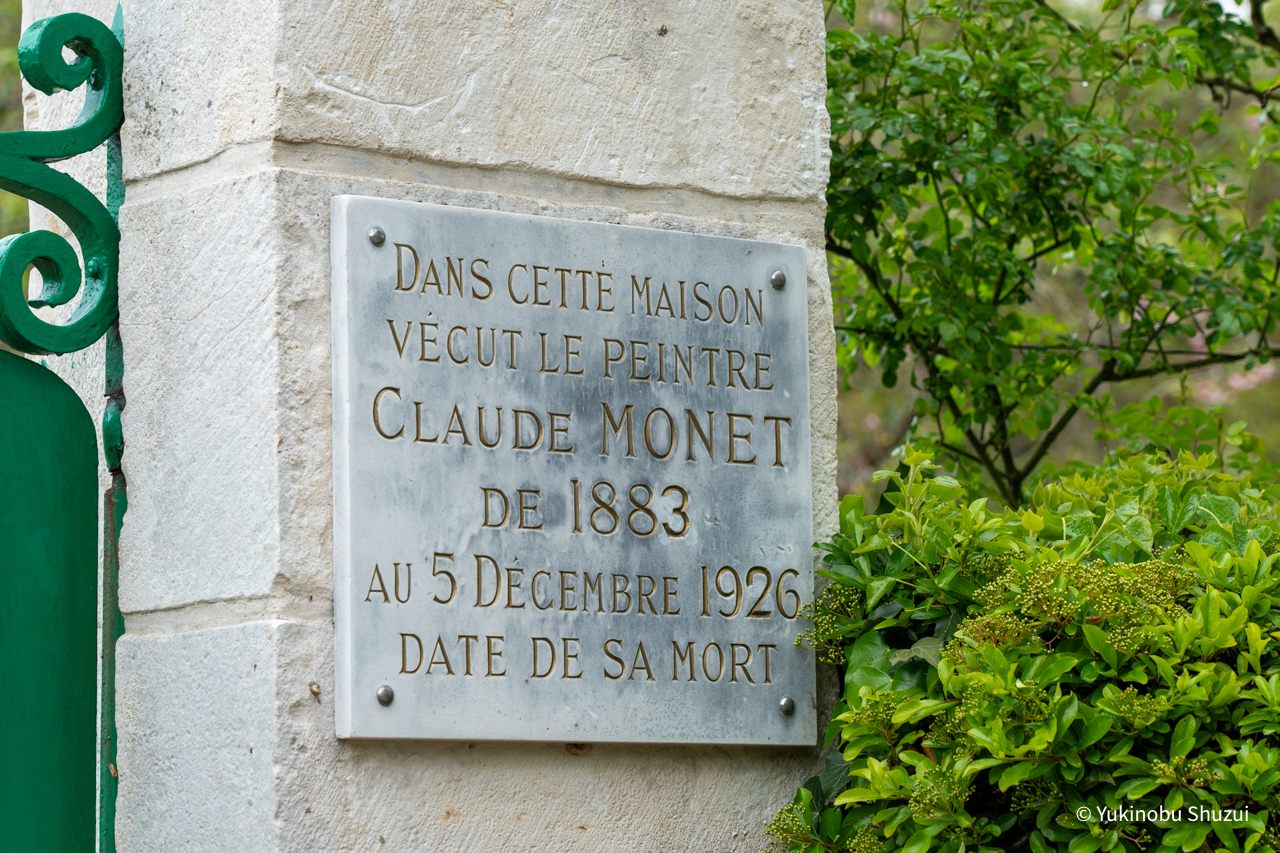 DANS CETTE MAISON
VÉCUT LE PEINTRE
CLAUDE MONET
DE 1883
AU 5 DÉCEMBRE 1926
DATE DE SA MORT
© Yukinobu Shuzui